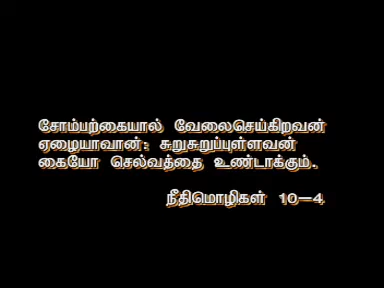 சோம்பற்கையால் வேலைசெய்கிறவன்
ஏழையாவான்: சுறுசுறுப்புள்ளவன்
கையோ செல்வத்தை உண்டாக்கும்.
நீதிமொழிகள் 10-4